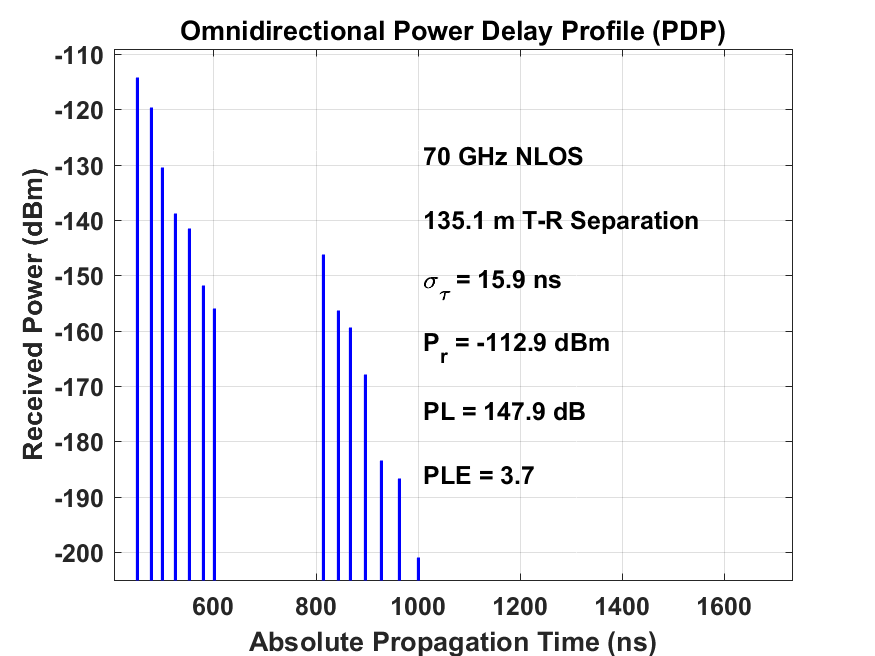 Omnidirectional Power Delay Profile (PDP)
-110
-120
-130
-140
-150
-160
-170
-180
-190
-200
Received Power (dBm)
70 GHz NLOS
135.1 m T-R Separation
σ_τ = 15.9 ns
P_r = -112.9 dBm
PL = 147.9 dB
PLE = 3.7
600 800 1000 1200 1400 1600
Absolute Propagation Time (ns)